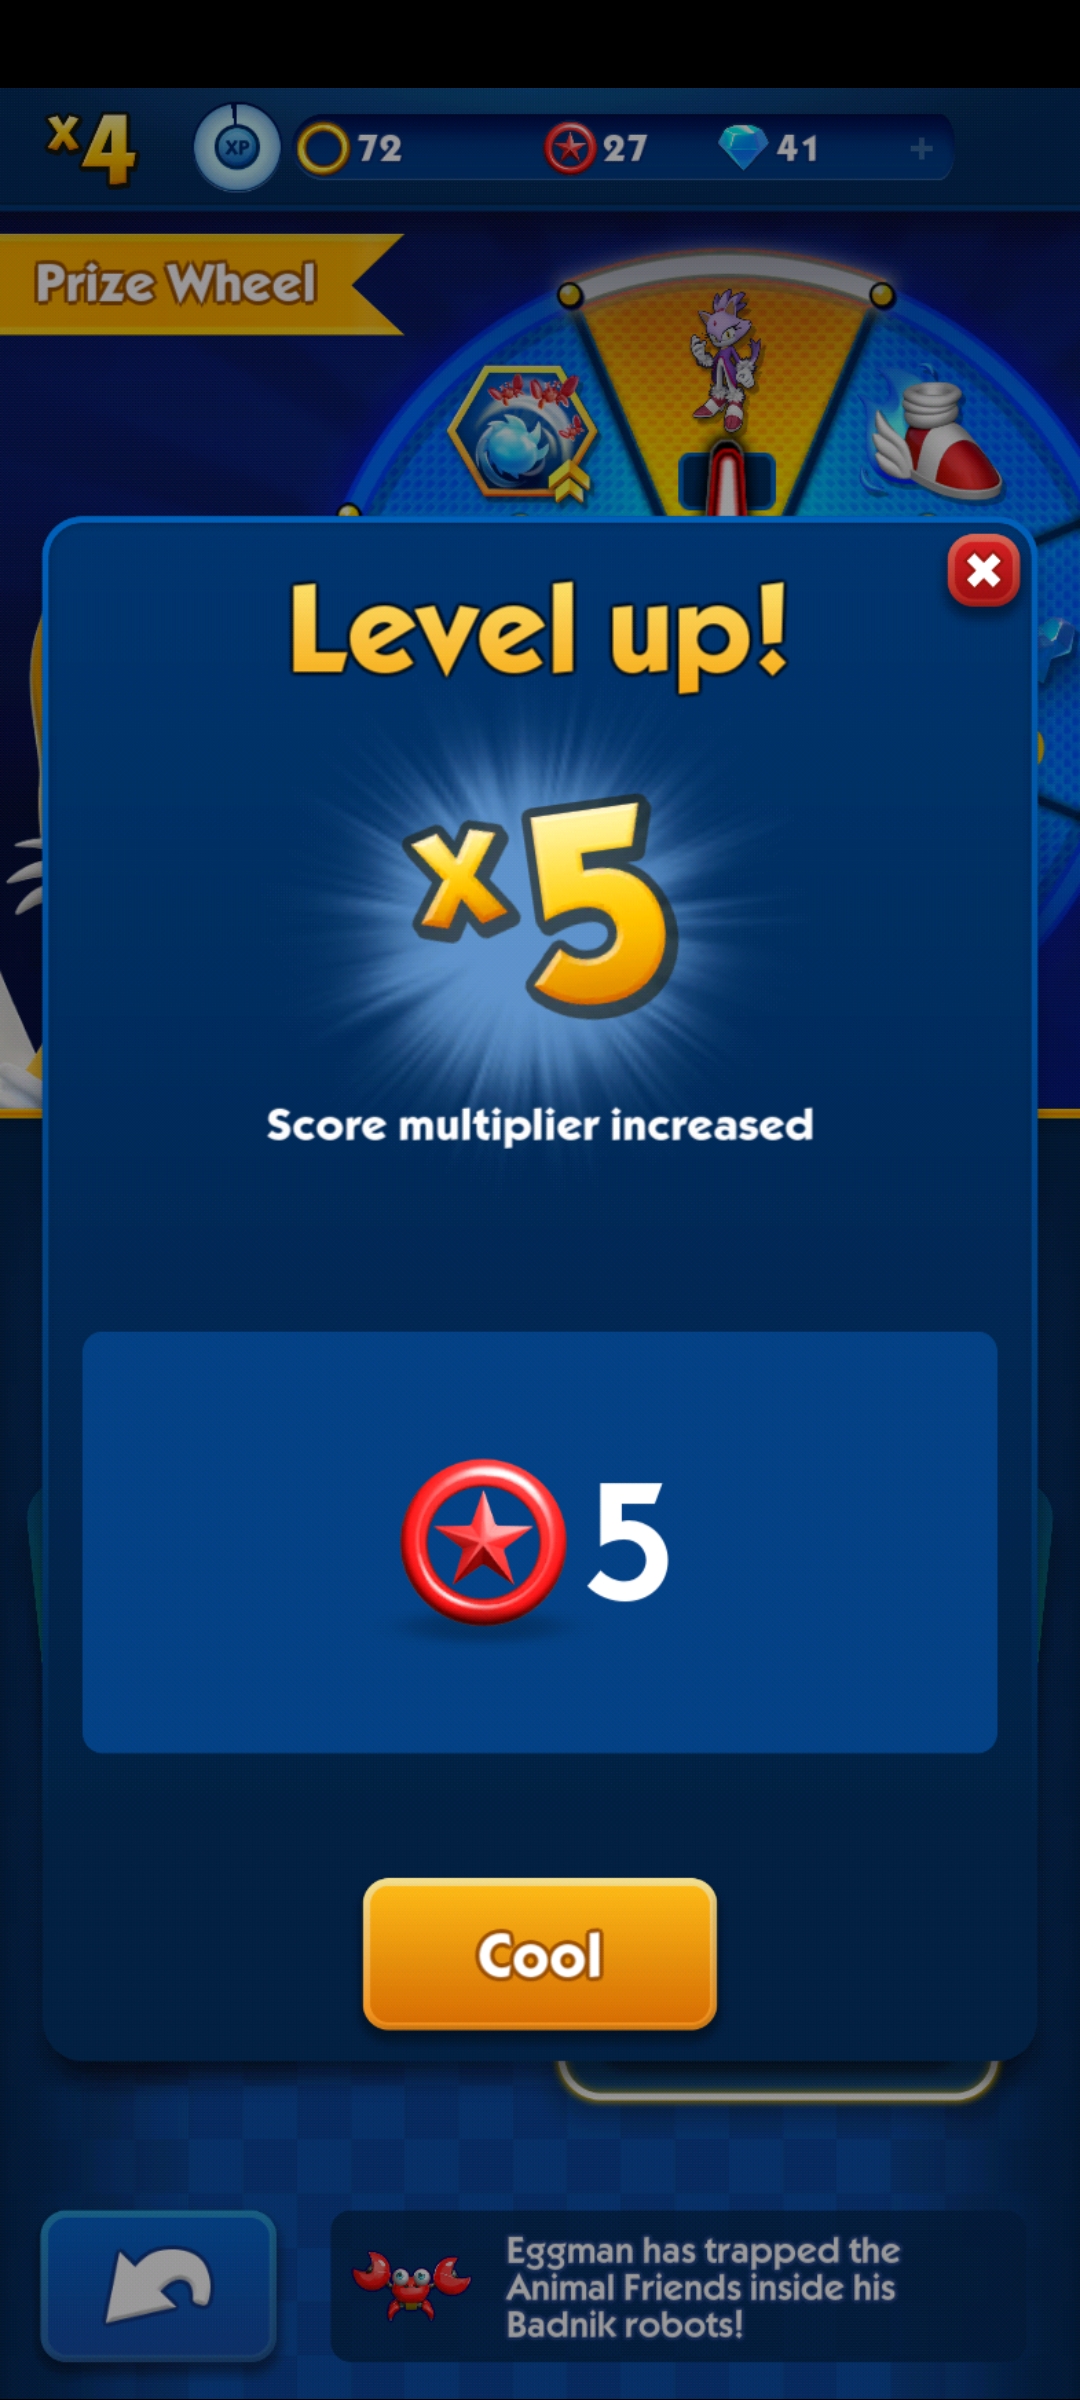 x4
XP
72
27
41
+
Prize Wheel
Level up!
x5
Score multiplier increased
5
Cool
Eggman has trapped the
Animal Friends inside his
Badnik robots!